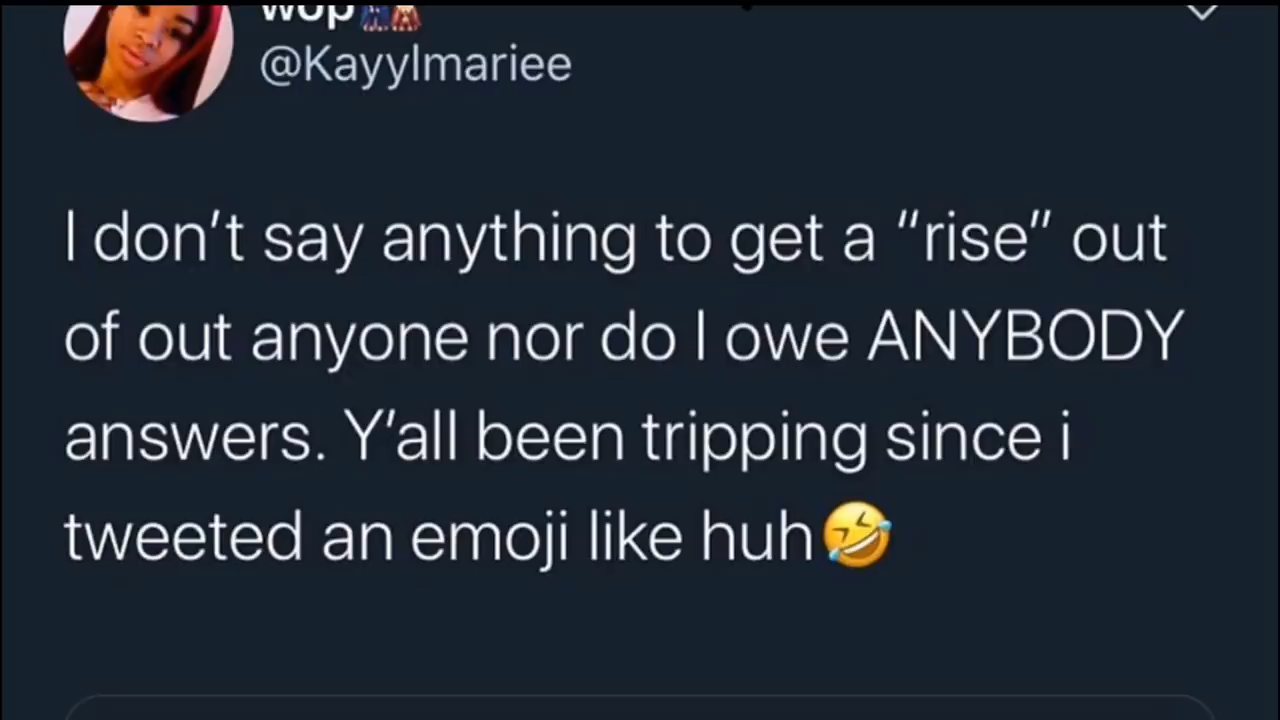 wop
@Kayylmariee
I don't say anything to get a “rise” out
of out anyone nor do I owe ANYBODY
answers. Y'all been tripping since i
tweeted an emoji like huh🤣